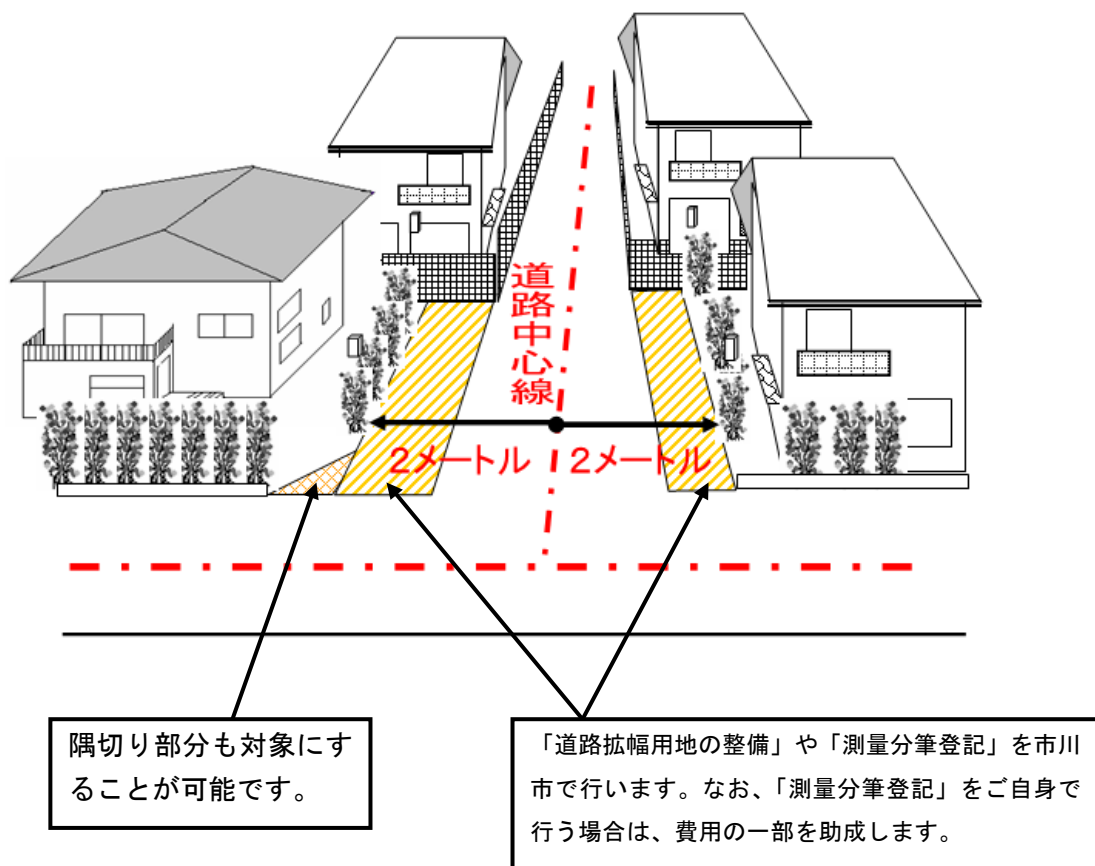 道路中心線
2メートル 2メートル
隅切り部分も対象にす
ることが可能です。
「道路拡幅用地の整備」や「測量分筆登記」を市川
市で行います。なお、「測量分筆登記」をご自身で
行う場合は、費用の一部を助成します。